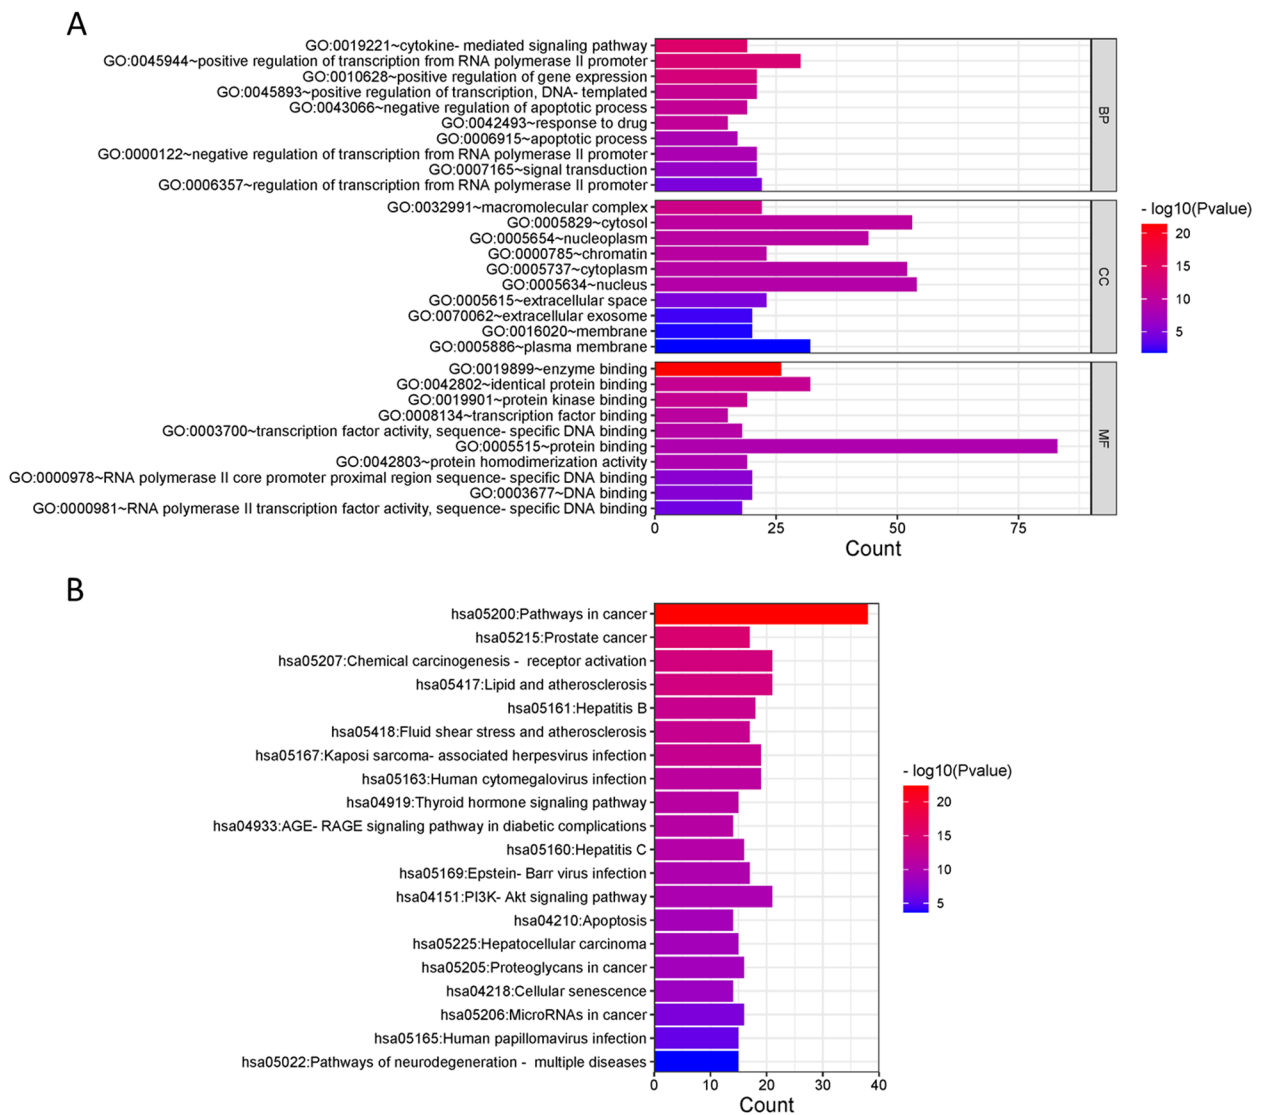 A
GO:0019221~cytokine- mediated signaling pathway
GO:0045944~positive regulation of transcription from RNA polymerase II promoter
GO:0010628~positive regulation of gene expression
GO:0045893~positive regulation of transcription, DNA- templated
GO:0043066~negative regulation of apoptotic process
GO:0042493~response to drug
GO:0006915~apoptotic process
GO:0000122~negative regulation of transcription from RNA polymerase II promoter
GO:0007165~signal transduction
GO:0006357~regulation of transcription from RNA polymerase II promoter
BP
GO:0032991~macromolecular complex
GO:0005829~cytosol
GO:0005654~nucleoplasm
GO:0000785~chromatin
GO:0005737~cytoplasm
GO:0005634~nucleus
GO:0005615~extracellular space
GO:0070062~extracellular exosome
GO:0016020~membrane
GO:0005886~plasma membrane
CC
GO:0019899~enzyme binding
GO:0042802~identical protein binding
GO:0019901~protein kinase binding
GO:0008134~transcription factor binding
GO:0003700~transcription factor activity, sequence- specific DNA binding
GO:0005515~protein binding
GO:0042803~protein homodimerization activity
GO:0000978~RNA polymerase II core promoter proximal region sequence- specific DNA binding
GO:0003677~DNA binding
GO:0000981~RNA polymerase II transcription factor activity, sequence- specific DNA binding
MF
0 25 50 75
Count
- log10(Pvalue)
20
15
10
5
B
hsa05200:Pathways in cancer
hsa05215:Prostate cancer
hsa05207:Chemical carcinogenesis - receptor activation
hsa05417:Lipid and atherosclerosis
hsa05161:Hepatitis B
hsa05418:Fluid shear stress and atherosclerosis
hsa05167:Kaposi sarcoma- associated herpesvirus infection
hsa05163:Human cytomegalovirus infection
hsa04919:Thyroid hormone signaling pathway
hsa04933:AGE- RAGE signaling pathway in diabetic complications
hsa05160:Hepatitis C
hsa05169:Epstein- Barr virus infection
hsa04151:PI3K- Akt signaling pathway
hsa04210:Apoptosis
hsa05225:Hepatocellular carcinoma
hsa05205:Proteoglycans in cancer
hsa04218:Cellular senescence
hsa05206:MicroRNAs in cancer
hsa05165:Human papillomavirus infection
hsa05022:Pathways of neurodegeneration - multiple diseases
0 10 20 30 40
Count
- log10(Pvalue)
20
15
10
5